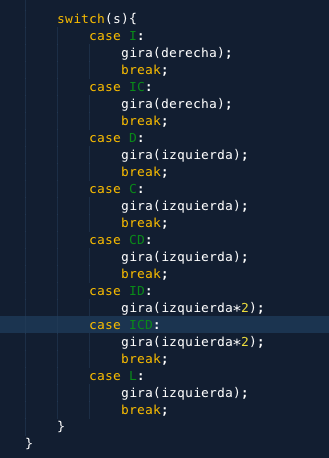 switch(s){
case I:
gira(derecha);
break;
case IC:
gira(derecha);
break;
case D:
gira(izquierda);
break;
case C:
gira(izquierda);
break;
case CD:
gira(izquierda);
break;
case ID:
gira(izquierda*2);
case ICD:
gira(izquierda*2);
break;
case L:
gira(izquierda);
break;
}
}